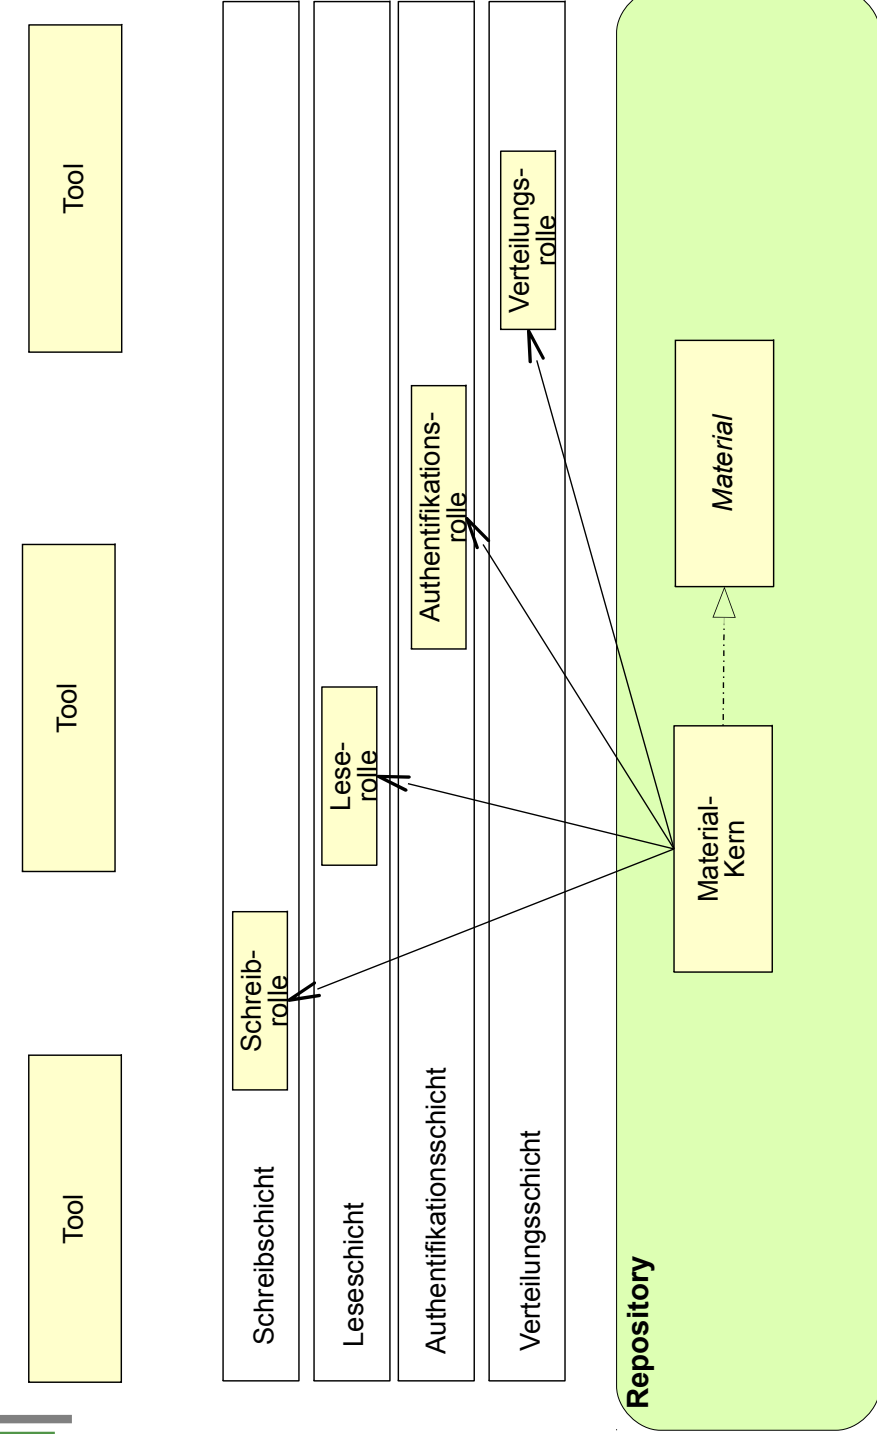 Tool
Tool
Tool
Schreibschicht
Schreib-
rolle
Leseschicht
Lese-
rolle
Authentifikationsschicht
Authentifikations-
rolle
Verteilungsschicht
Verteilungs-
rolle
Repository
Material-
Kern
Material